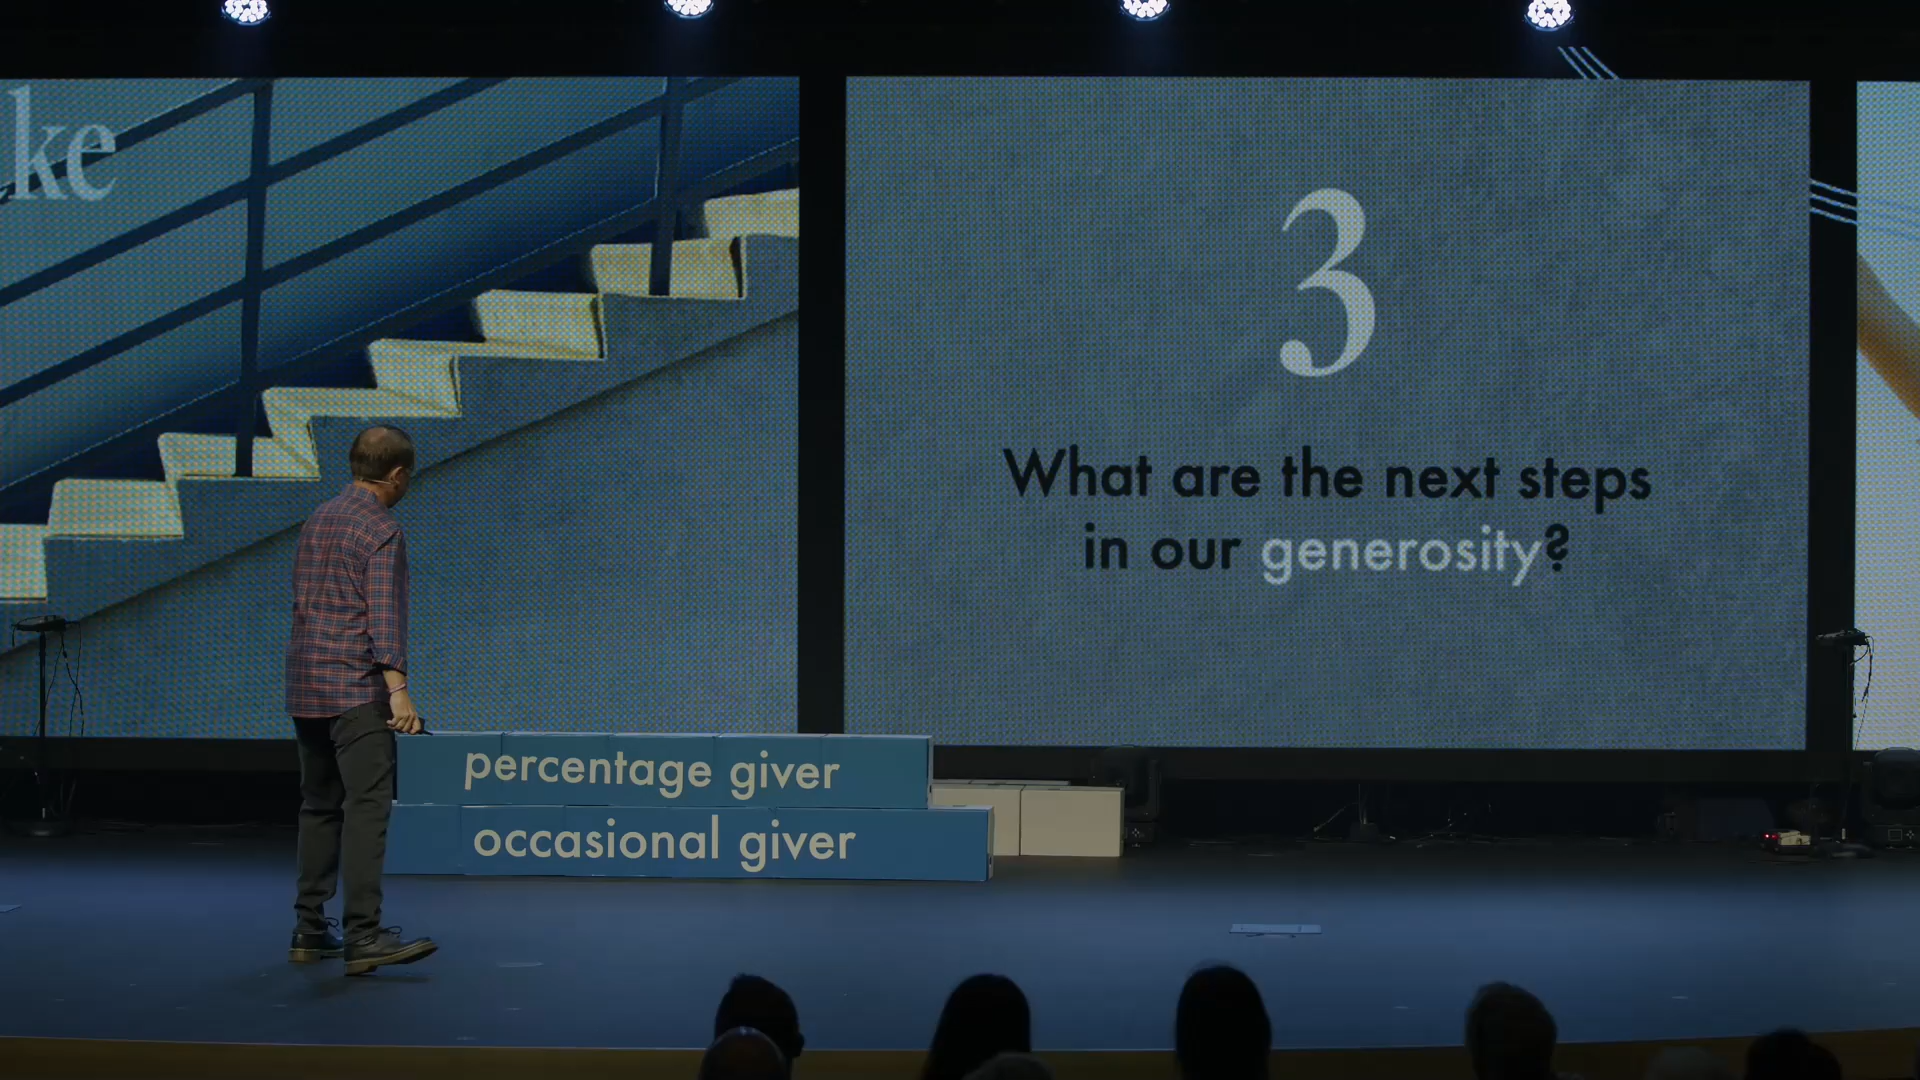 ke
3
What are the next steps
in our generosity?
percentage giver
occasional giver